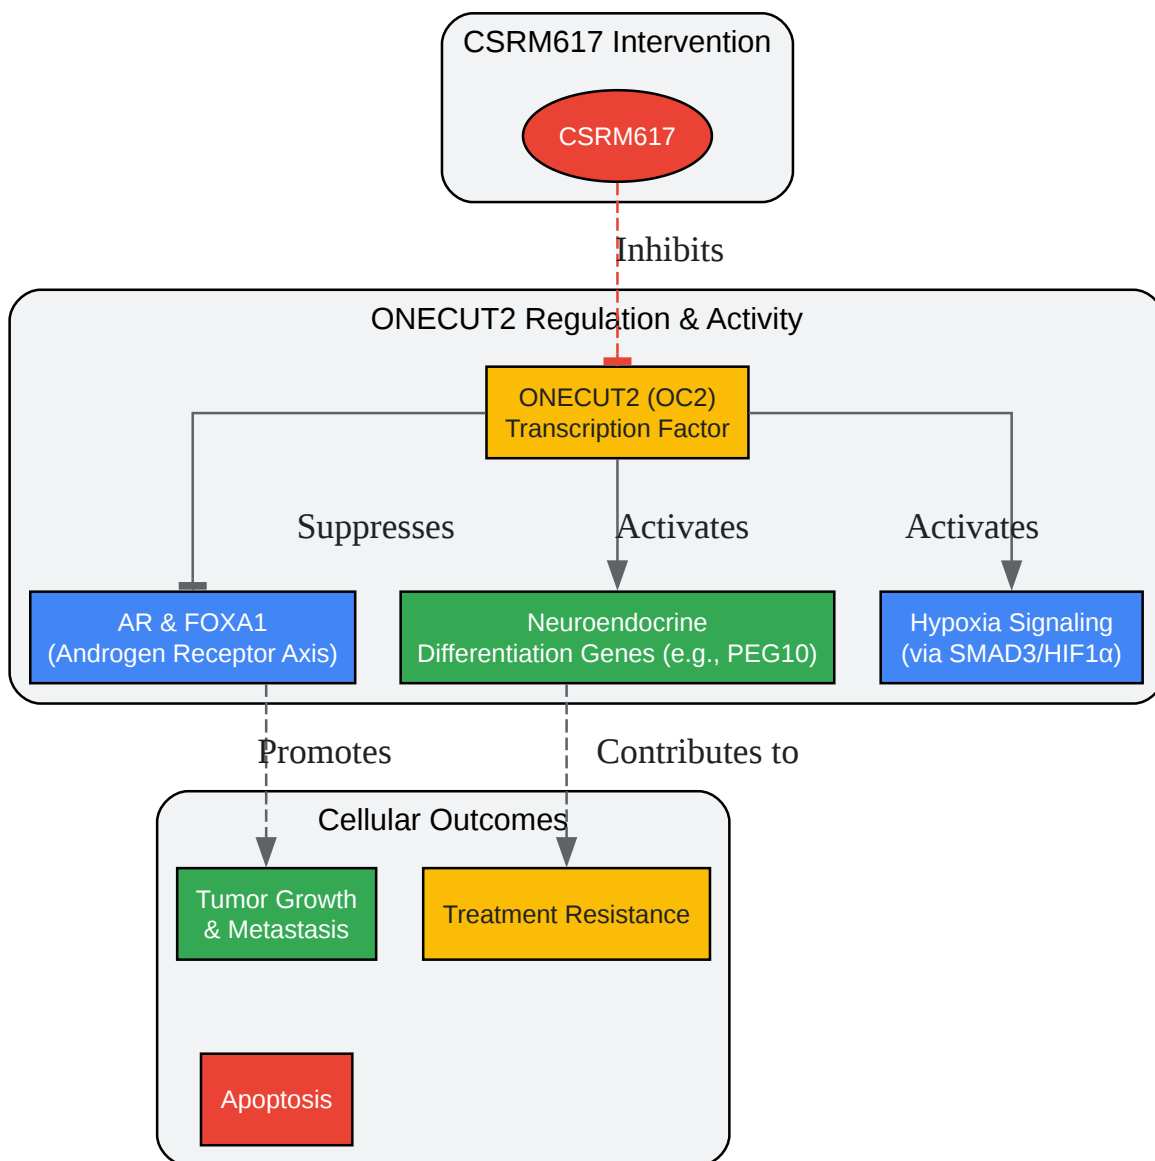 CSRM617 Intervention
CSRM617
Inhibits
ONECUT2 Regulation & Activity
ONECUT2 (OC2)
Transcription Factor
Suppresses
Activates
Activates
AR & FOXA1
(Androgen Receptor Axis)
Neuroendocrine
Differentiation Genes (e.g., PEG10)
Hypoxia Signaling
(via SMAD3/HIF1α)
Promotes
Contributes to
Cellular Outcomes
Tumor Growth
& Metastasis
Treatment Resistance
Apoptosis